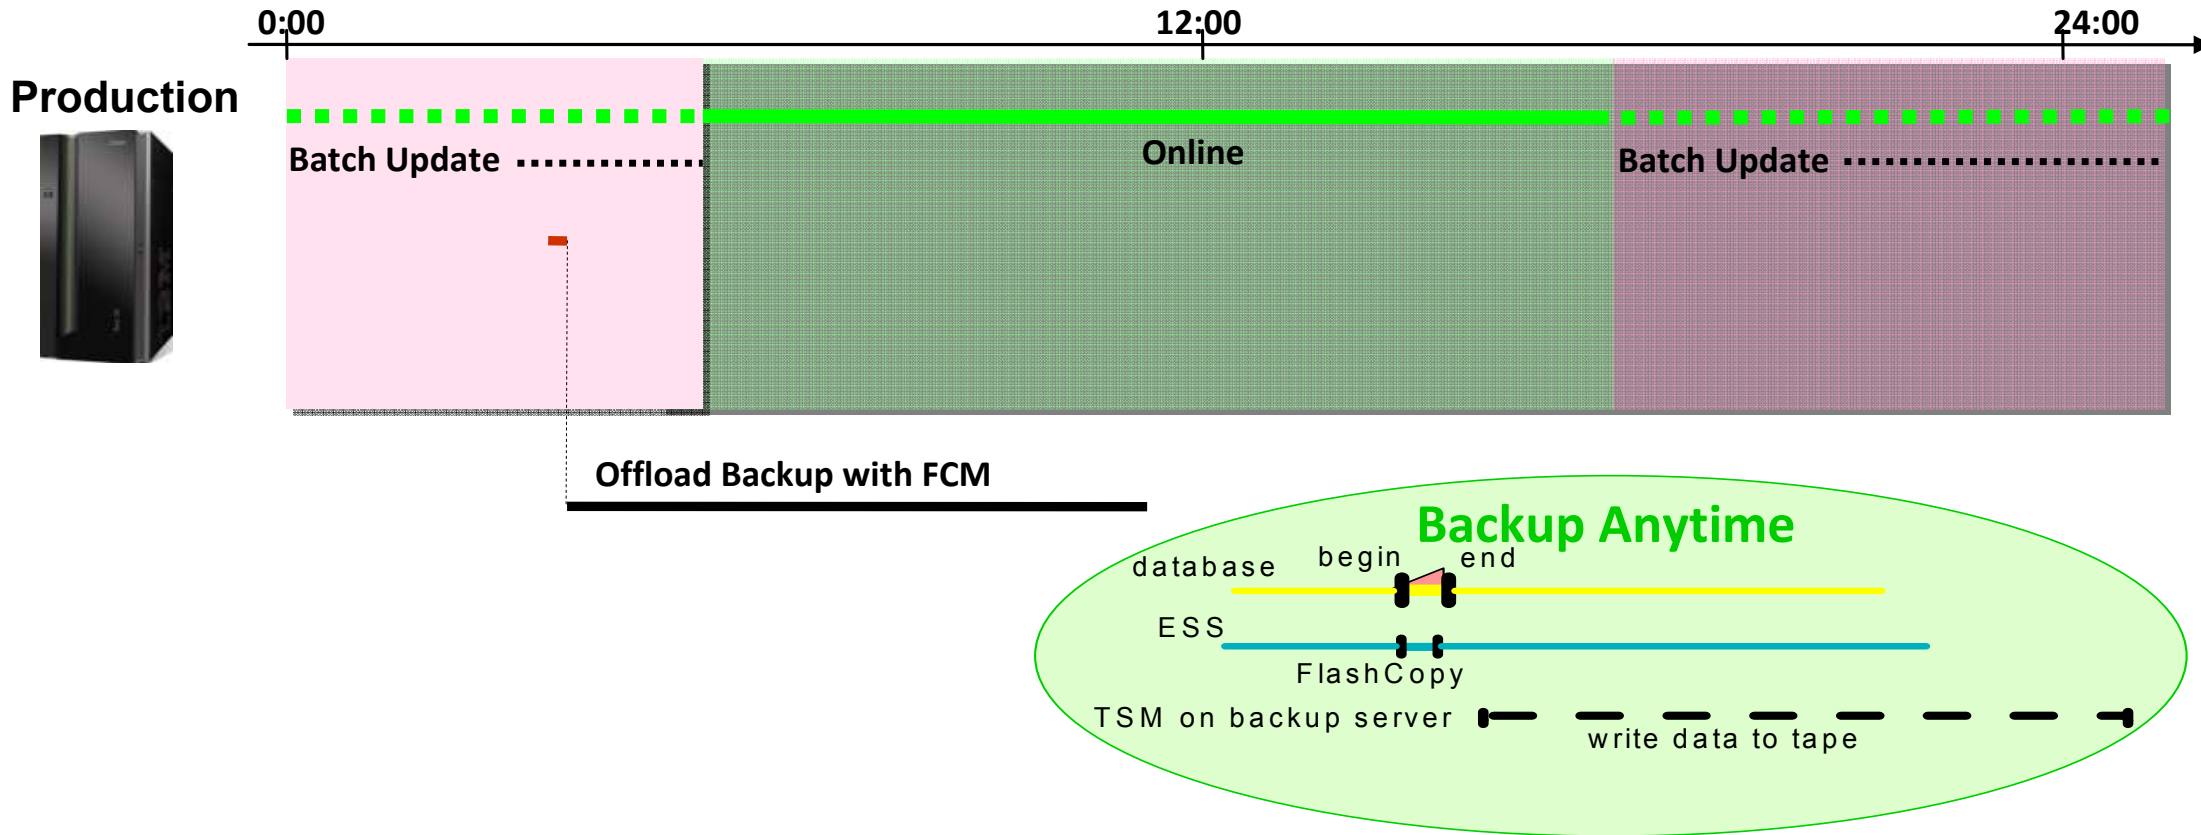 0:00 12:00 24:00
Production
Batch Update Online Batch Update
Offload Backup with FCM
Backup Anytime
begin end
database
ESS
FlashCopy
TSM on backup server
write data to tape